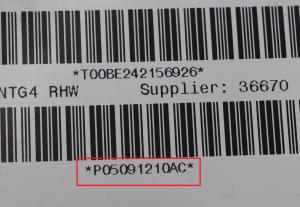 *T00BE242156926*
NTG4 RHW Supplier: 36670
*P05091210AC*